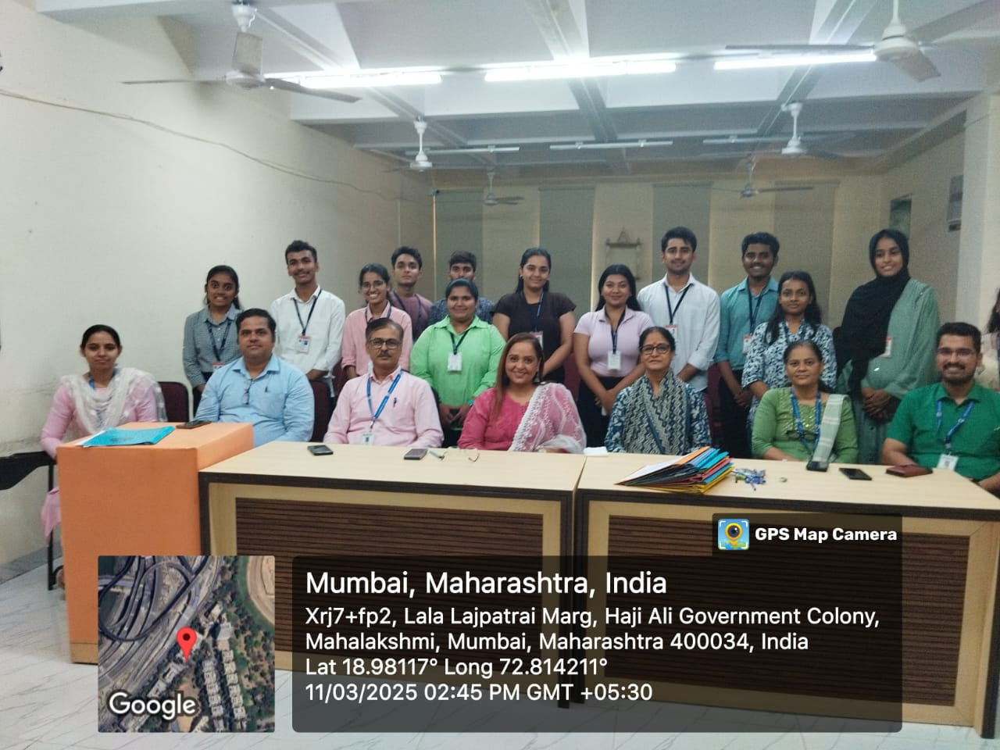 GPS Map Camera
Mumbai, Maharashtra, India
Xrj7+fp2, Lala Lajpatrai Marg, Haji Ali Government Colony,
Mahalakshmi, Mumbai, Maharashtra 400034, India
Lat 18.98117° Long 72.814211°
11/03/2025 02:45 PM GMT +05:30
Google